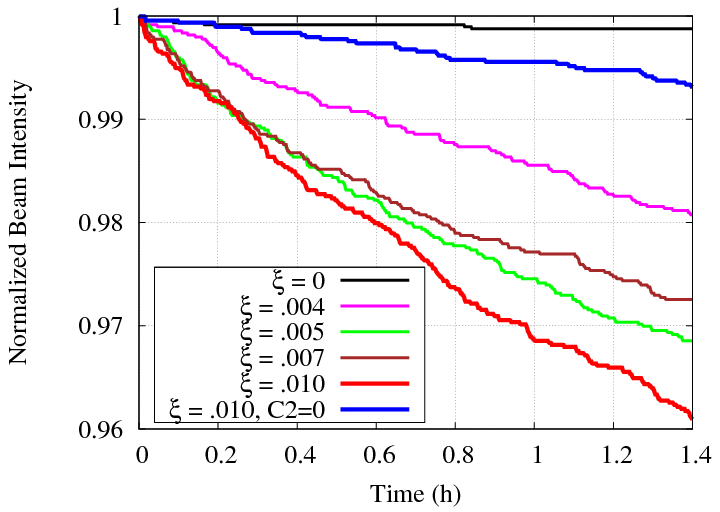 Normalized Beam Intensity
1
0.99
0.98
0.97
0.96
ξ = 0
ξ = .004
ξ = .005
ξ = .007
ξ = .010
ξ = .010, C2=0
0 0.2 0.4 0.6 0.8 1 1.2 1.4
Time (h)